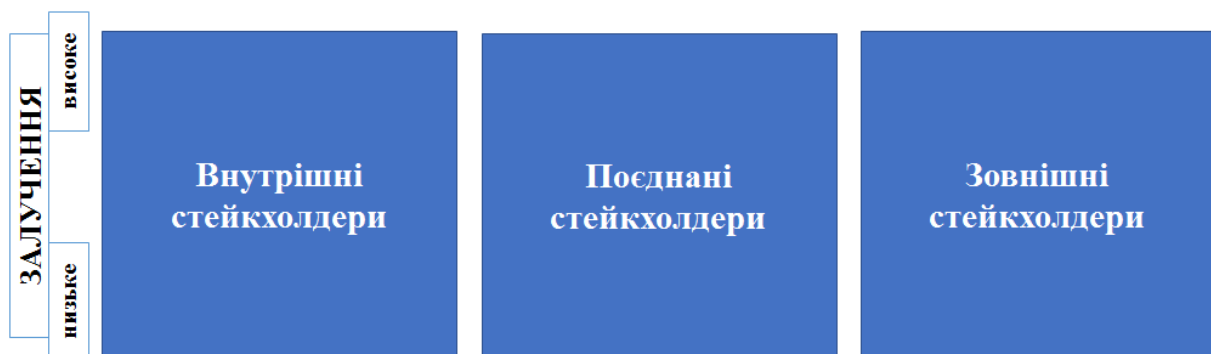 ЗАЛУЧЕННЯ
високе
низьке
Внутрішні
стейкхолдери
Поєднані
стейкхолдери
Зовнішні
стейкхолдери